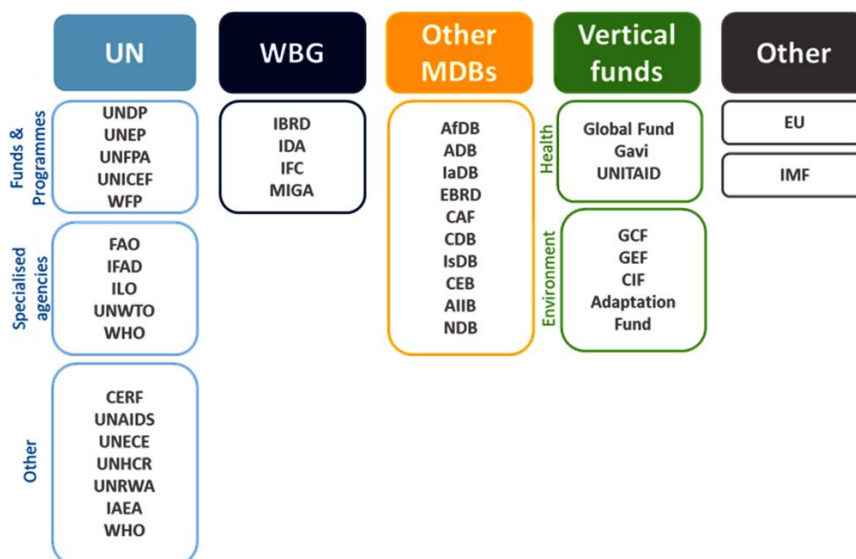 UN
WBG
Other
MDBs
Vertical
funds
Other
Funds &
Programmes
UNDP
UNEP
UNFPA
UNICEF
WFP
Specialised
agencies
FAO
IFAD
ILO
UNWTO
WHO
Other
CERF
UNAIDS
UNECE
UNHCR
UNRWA
IAEA
WHO
IBRD
IDA
IFC
MIGA
AfDB
ADB
IaDB
EBRD
CAF
CDB
IsDB
CEB
AIIB
NDB
Health
Global Fund
Gavi
UNITAID
Environment
GCF
GEF
CIF
Adaptation
Fund
EU
IMF